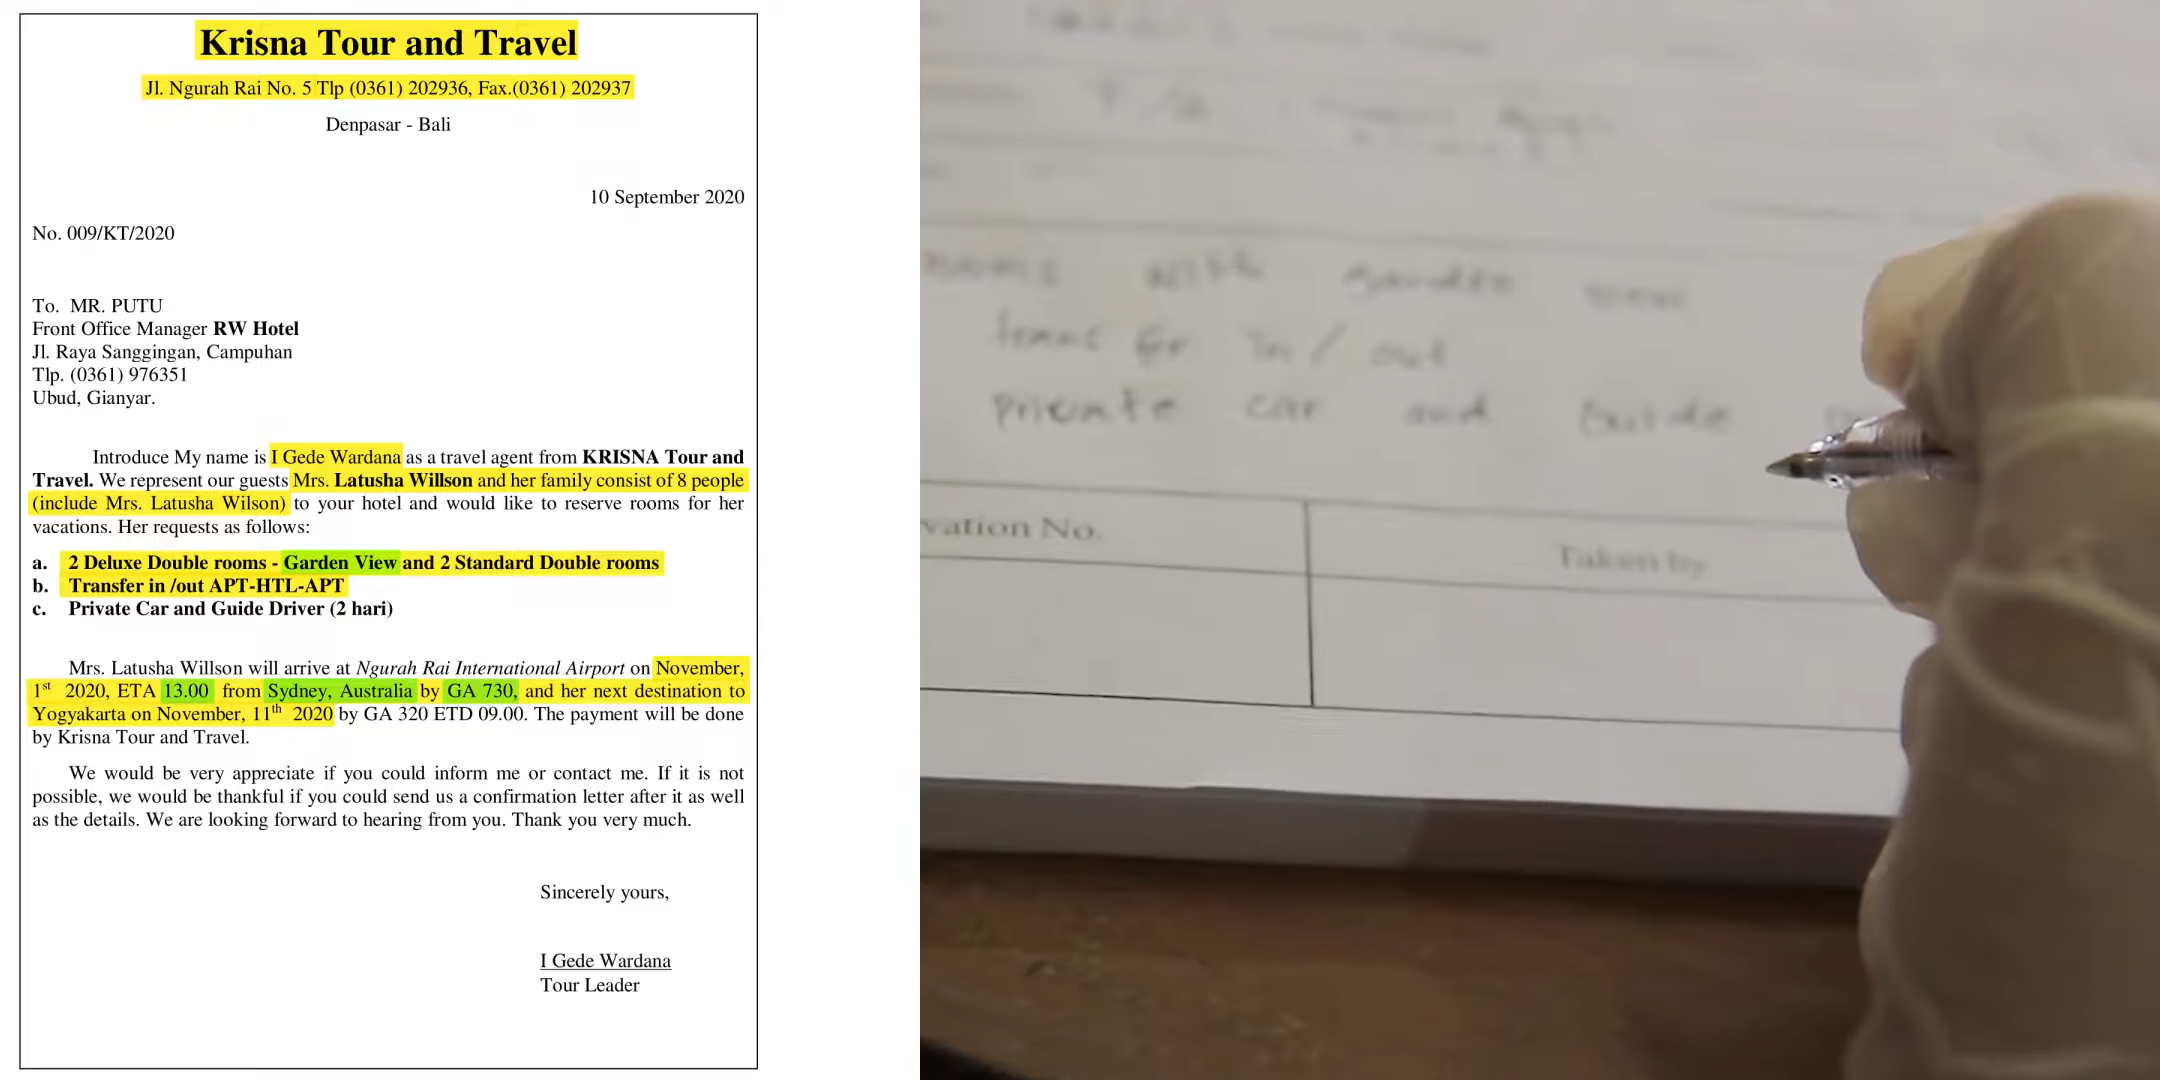 Krisna Tour and Travel
Jl. Ngurah Rai No. 5 Tlp (0361) 202936, Fax.(0361) 202937
Denpasar - Bali
10 September 2020
No. 009/KT/2020
To. MR. PUTU
Front Office Manager RW Hotel
Jl. Raya Sanggingan, Campuhan
Tlp. (0361) 976351
Ubud, Gianyar.
Introduce My name is I Gede Wardana as a travel agent from KRISNA Tour and
Travel. We represent our guests Mrs. Latusha Willson and her family consist of 8 people
(include Mrs. Latusha Wilson) to your hotel and would like to reserve rooms for her
vacations. Her requests as follows:
a. 2 Deluxe Double rooms - Garden View and 2 Standard Double rooms
b. Transfer in /out APT-HTL-APT
c. Private Car and Guide Driver (2 hari)
Mrs. Latusha Willson will arrive at Ngurah Rai International Airport on November,
1st 2020, ETA 13.00 from Sydney, Australia by GA 730, and her next destination to
Yogyakarta on November, 11th 2020 by GA 320 ETD 09.00. The payment will be done
by Krisna Tour and Travel.
We would be very appreciate if you could inform me or contact me. If it is not
possible, we would be thankful if you could send us a confirmation letter after it as well
as the details. We are looking forward to hearing from you. Thank you very much.
Sincerely yours,
I Gede Wardana
Tour Leader
rooms with garden view
for in / out
private car and Guide
vation No.
Taken by